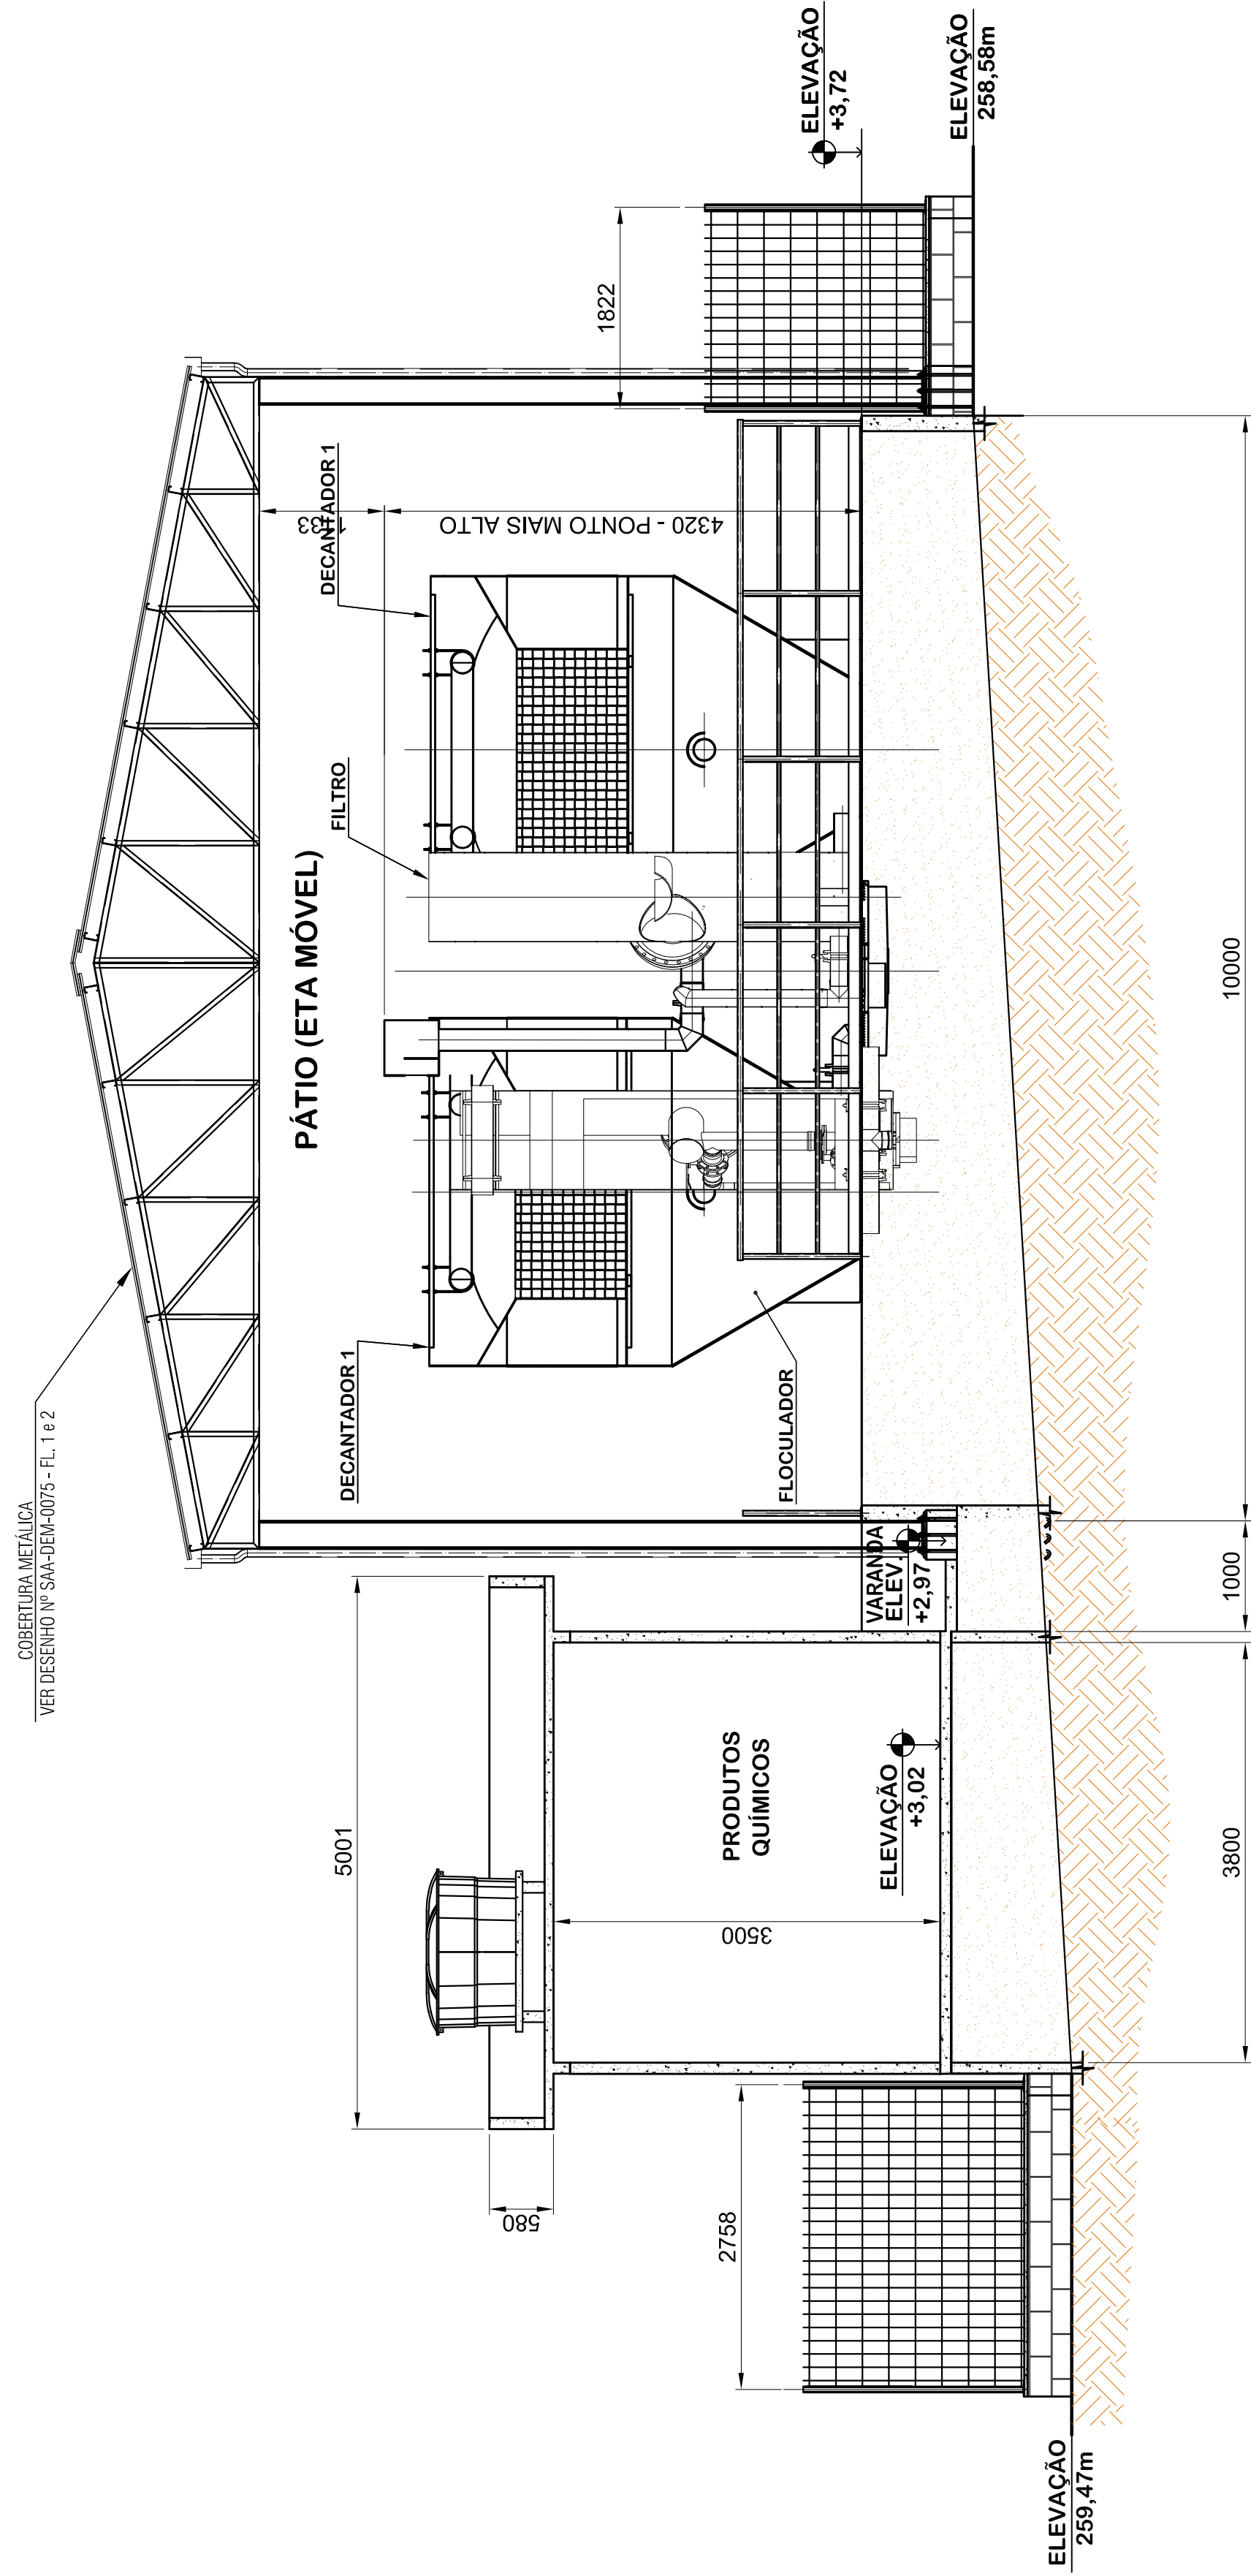 COBERTURA METÁLICA
VER DESENHO Nº SAA-DEM-0075 - FL. 1 e 2
PÁTIO (ETA MÓVEL)
DECANTADOR 1
FILTRO
DECANTADOR 1
FLOCULADOR
4320 - PONTO MAIS ALTO
1822
ELEVAÇÃO
+3,72
ELEVAÇÃO
258,58m
VARANDA
ELEV.
+2,97
5001
580
3500
PRODUTOS
QUÍMICOS
ELEVAÇÃO
+3,02
2758
ELEVAÇÃO
259,47m
3800
1000
10000